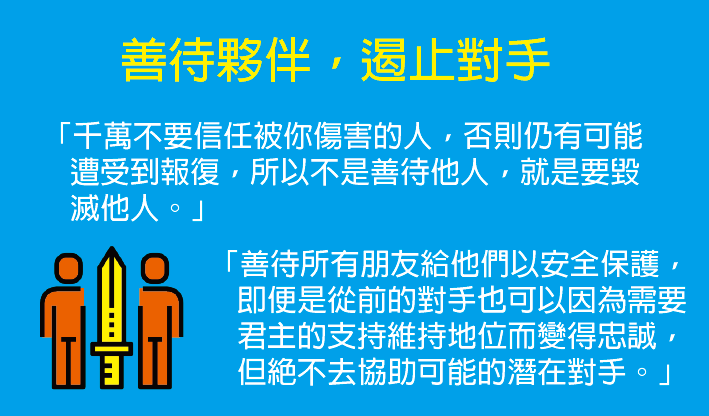 善待夥伴，遏止對手
「千萬不要信任被你傷害的人，否則仍有可能
遭受到報復，所以不是善待他人，就是要毀
滅他人。」
「善待所有朋友給他們以安全保護，
即便是從前的對手也可以因為需要
君主的支持維持地位而變得忠誠，
但絕不去協助可能的潛在對手。」